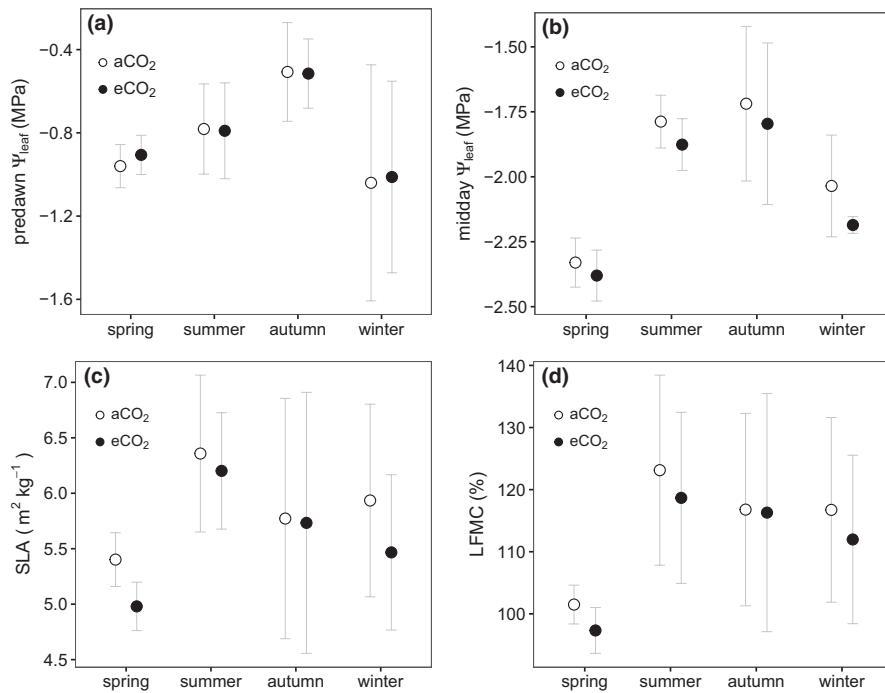 (a)
aCO₂
eCO₂
predawn Ψleaf (MPa)
−0.4
−0.8
−1.2
−1.6
spring summer autumn winter
(b)
aCO₂
eCO₂
midday Ψleaf (MPa)
−1.50
−1.75
−2.00
−2.25
−2.50
spring summer autumn winter
(c)
aCO₂
eCO₂
SLA ( m² kg⁻¹ )
7.0
6.5
6.0
5.5
5.0
4.5
spring summer autumn winter
(d)
aCO₂
eCO₂
LFMC (%)
140
130
120
110
100
spring summer autumn winter